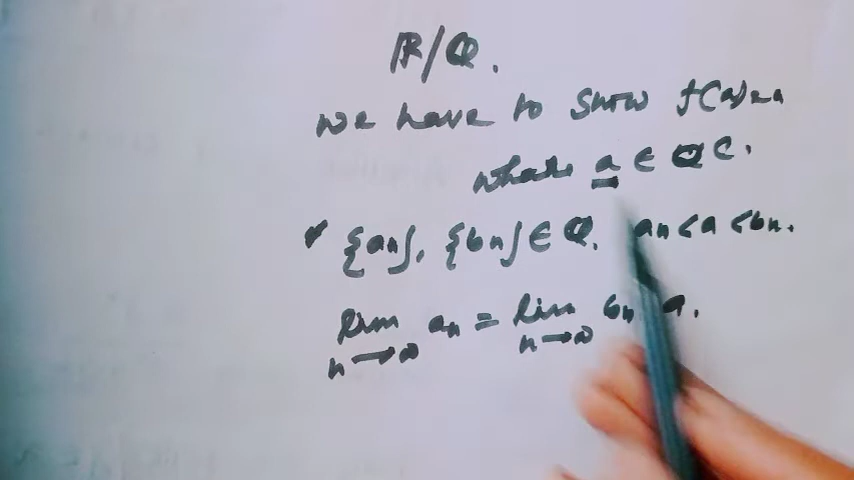 ℝ/ℚ.
we have to show f(a)=a
where a ∈ ℚc.
{an}, {bn} ∈ ℚ. an < a < bn.
lim n→∞ an = lim n→∞ bn a.